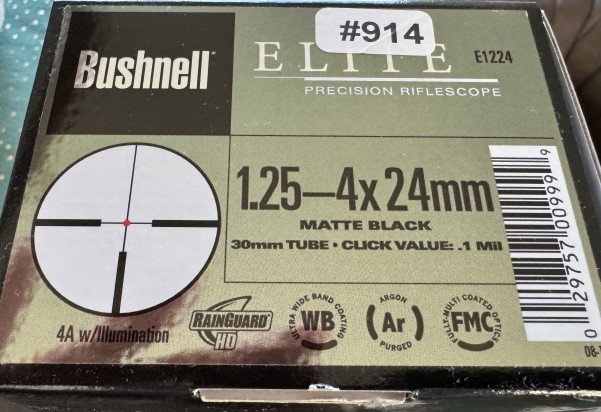 #914
Bushnell
ELITE
E1224
PRECISION RIFLESCOPE
1.25–4x24mm
MATTE BLACK
30mm TUBE • CLICK VALUE: .1 Mil
4A w/Illumination
RAINGUARD
HD
ULTRA WIDE BAND COATING
WB
ARGON
Ar
PURGED
FULLY-MULTI COATED OPTICS
FMC
0 29757 00999 9